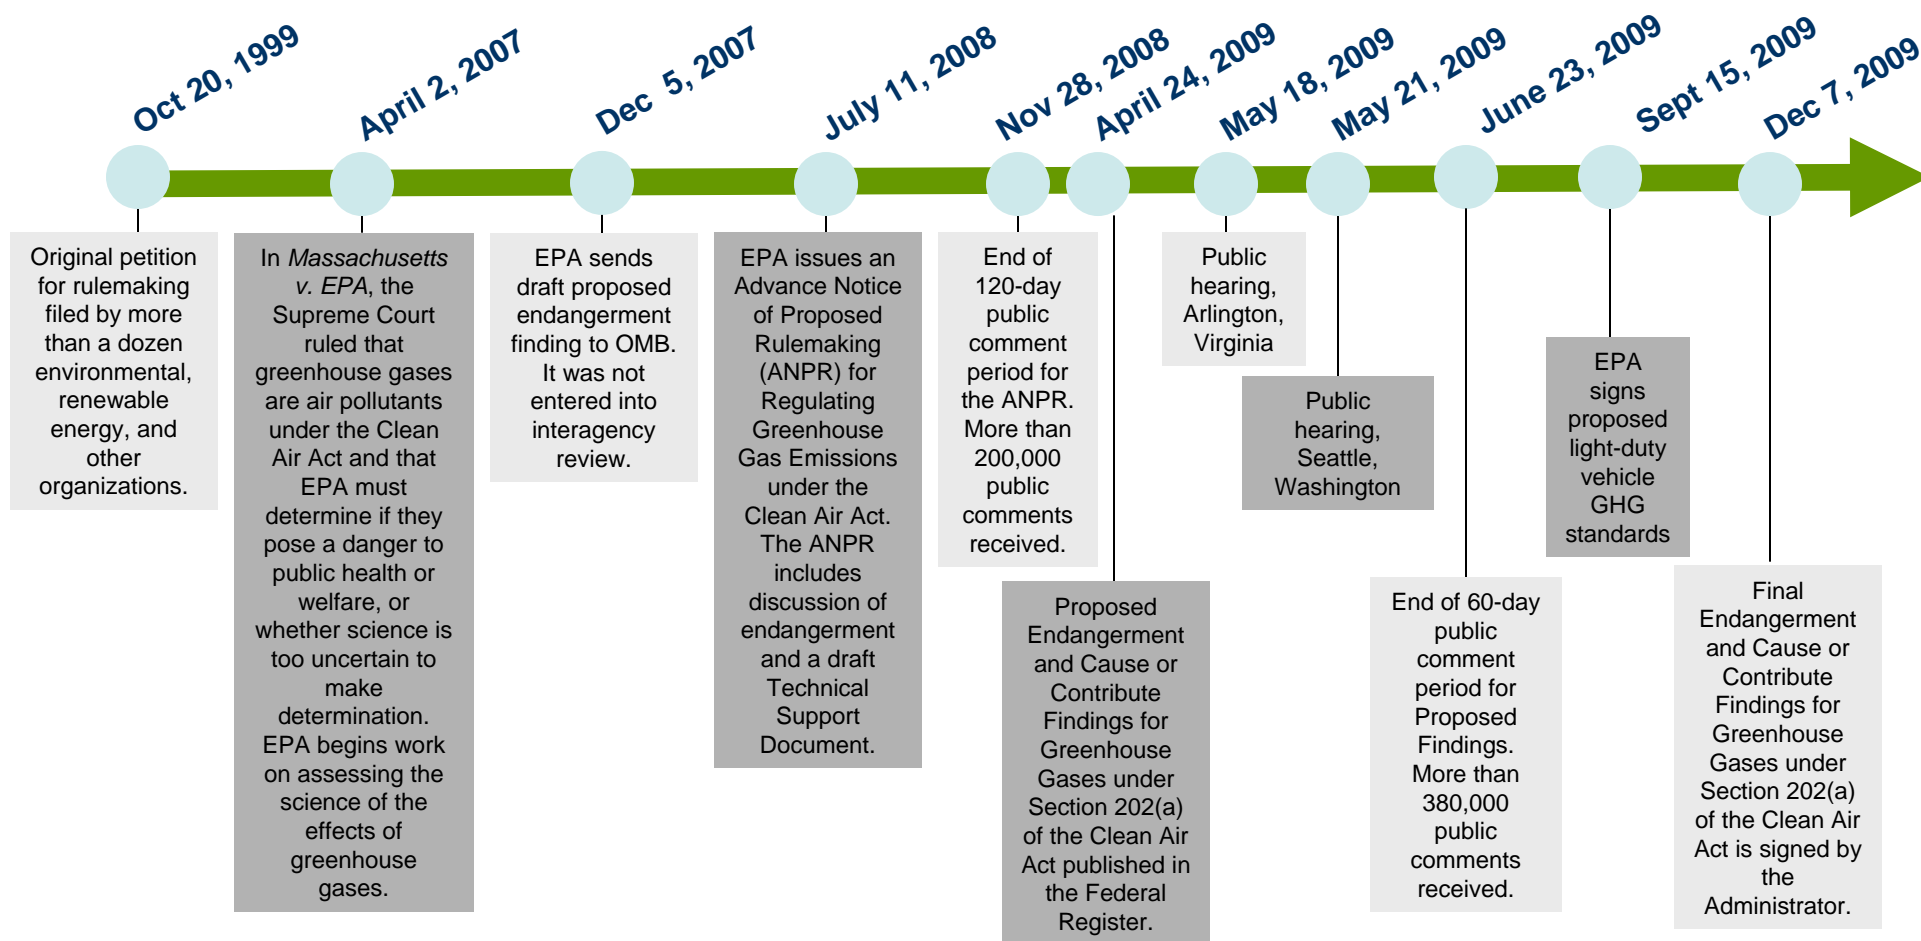 Oct 20, 1999
April 2, 2007
Dec  5, 2007
July 11, 2008
Nov 28, 2008
April 24, 2009
May 18, 2009
May 21, 2009
June 23, 2009
Sept 15, 2009
Dec 7, 2009
Original petition
for rulemaking
filed by more
than a dozen
environmental,
renewable
energy, and
other
organizations.
In Massachusetts
v. EPA, the
Supreme Court
ruled that
greenhouse gases
are air pollutants
under the Clean
Air Act and that
EPA must
determine if they
pose a danger to
public health or
welfare, or
whether science is
too uncertain to
make
determination.
EPA begins work
on assessing the
science of the
effects of
greenhouse
gases.
EPA sends
draft proposed
endangerment
finding to OMB.
It was not
entered into
interagency
review.
EPA issues an
Advance Notice
of Proposed
Rulemaking
(ANPR) for
Regulating
Greenhouse
Gas Emissions
under the
Clean Air Act.
The ANPR
includes
discussion of
endangerment
and a draft
Technical
Support
Document.
End of
120-day
public
comment
period for
the ANPR.
More than
200,000
public
comments
received.
Proposed
Endangerment
and Cause or
Contribute
Findings for
Greenhouse
Gases under
Section 202(a)
of the Clean Air
Act published in
the Federal
Register.
Public
hearing,
Arlington,
Virginia
Public
hearing,
Seattle,
Washington
End of 60-day
public
comment
period for
Proposed
Findings.
More than
380,000
public
comments
received.
EPA
signs
proposed
light-duty
vehicle
GHG
standards
Final
Endangerment
and Cause or
Contribute
Findings for
Greenhouse
Gases under
Section 202(a)
of the Clean Air
Act is signed by
the
Administrator.